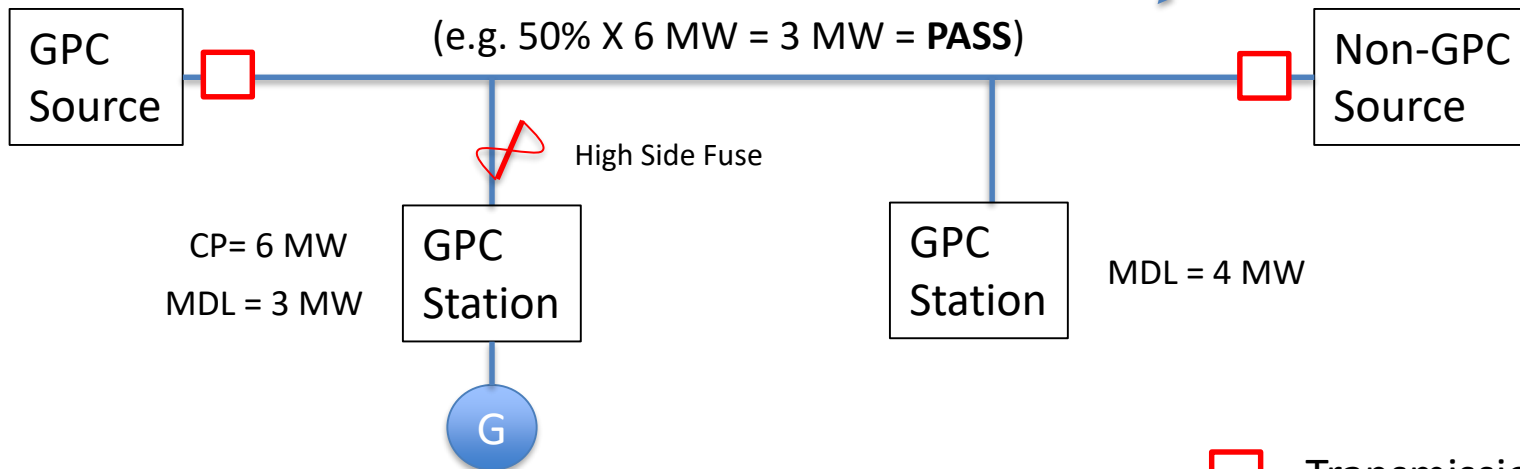 (e.g. 50% X 6 MW = 3 MW = PASS)
GPC
Source
Non-GPC
Source
High Side Fuse
CP= 6 MW
MDL = 3 MW
GPC
Station
GPC
Station
MDL = 4 MW
G